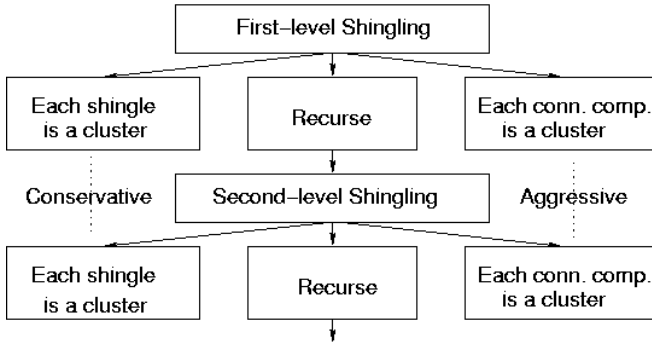 First-level Shingling
Each shingle
is a cluster
Recurse
Each conn. comp.
is a cluster
Conservative
Second-level Shingling
Aggressive
Each shingle
is a cluster
Recurse
Each conn. comp.
is a cluster